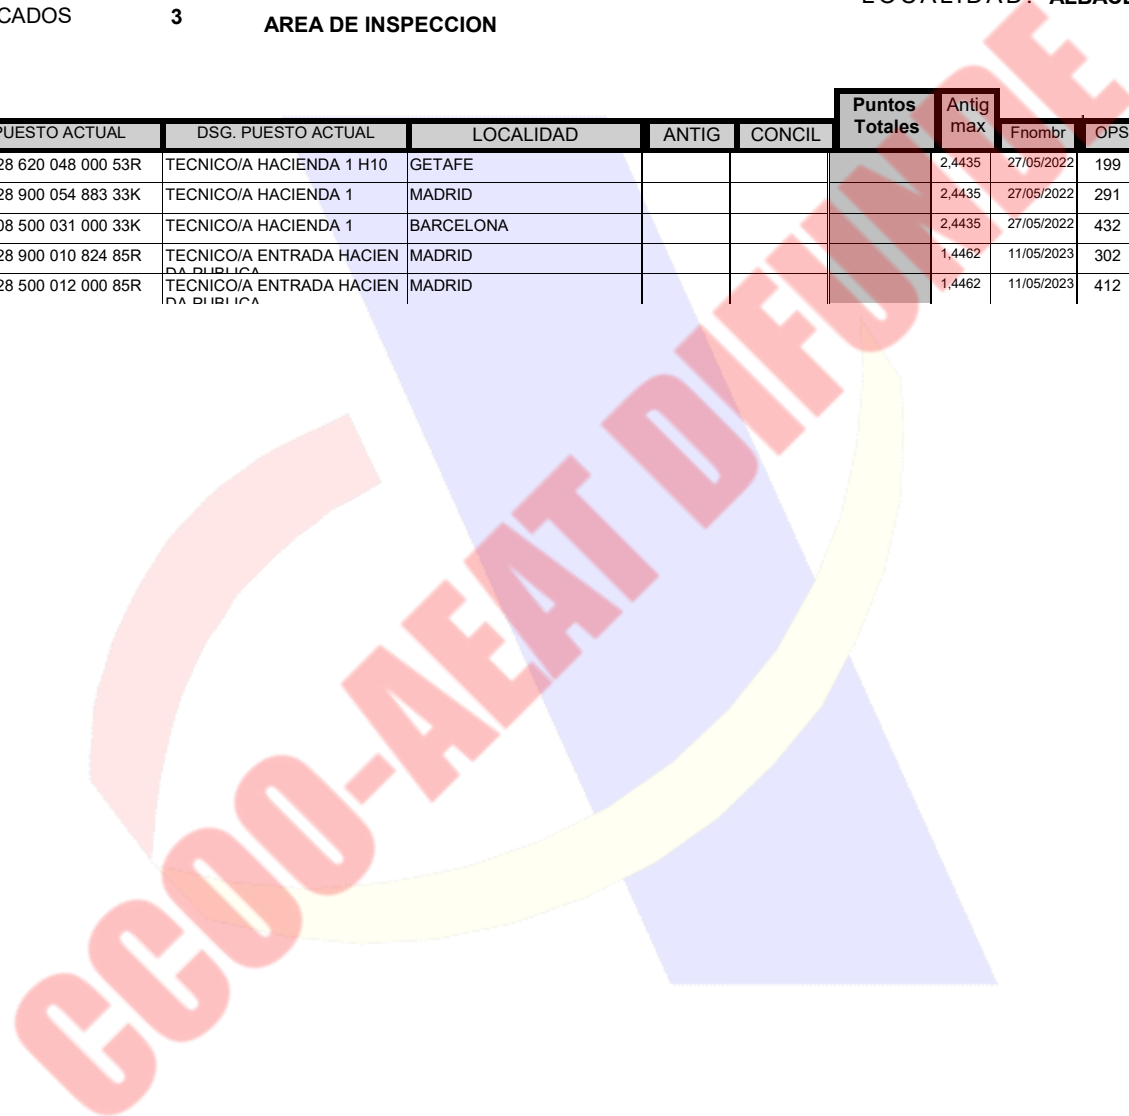 CADOS 3 AREA DE INSPECCION LOCALIDAD:
Puntos Totales Antig max
PUESTO ACTUAL DSG. PUESTO ACTUAL LOCALIDAD ANTIG CONCIL Fnombr OPS
28 620 048 000 53R TECNICO/A HACIENDA 1 H10 GETAFE 2,4435 27/05/2022 199
28 900 054 883 33K TECNICO/A HACIENDA 1 MADRID 2,4435 27/05/2022 291
08 500 031 000 33K TECNICO/A HACIENDA 1 BARCELONA 2,4435 27/05/2022 432
28 900 010 824 85R TECNICO/A ENTRADA HACIEN MADRID 1,4462 11/05/2023 302
DA PUBLICA
28 500 012 000 85R TECNICO/A ENTRADA HACIEN MADRID 1,4462 11/05/2023 412
DA PUBLICA
CCOO-AEAT DIFUNDE